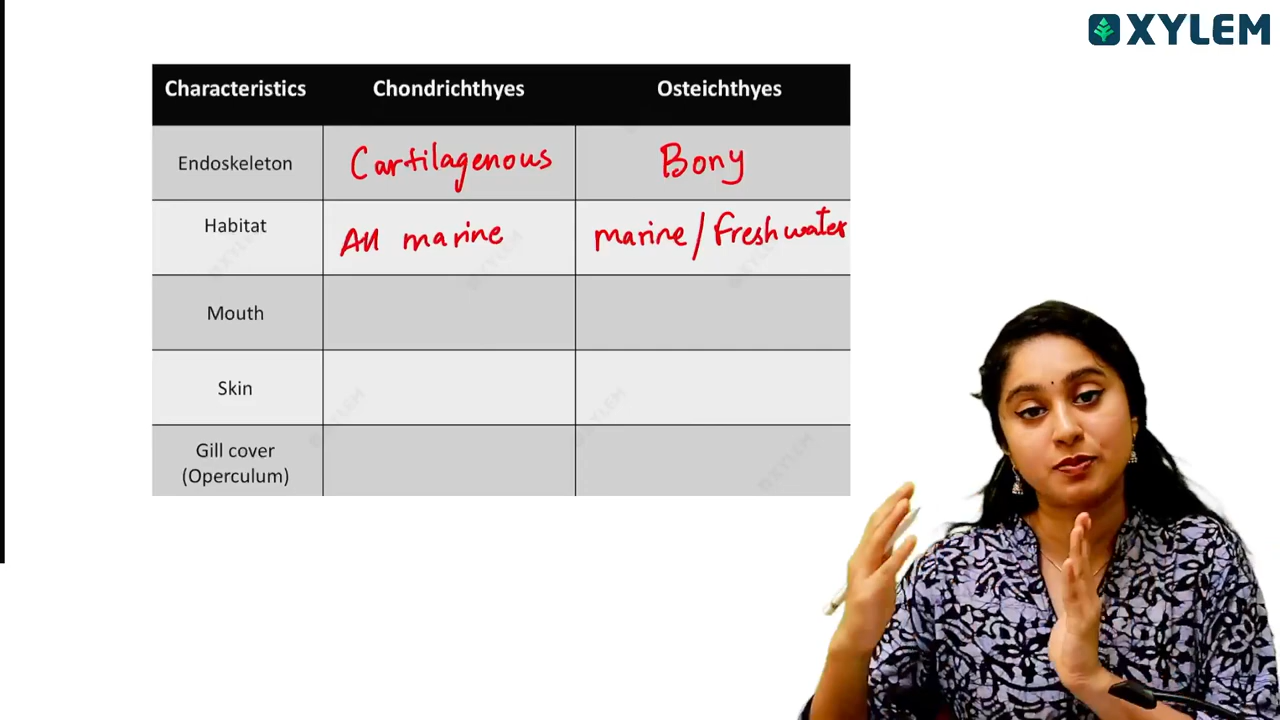 XYLEM
Characteristics Chondrichthyes Osteichthyes
Endoskeleton Cartilagenous Bony
Habitat All marine marine/Freshwater
Mouth
Skin
Gill cover
(Operculum)